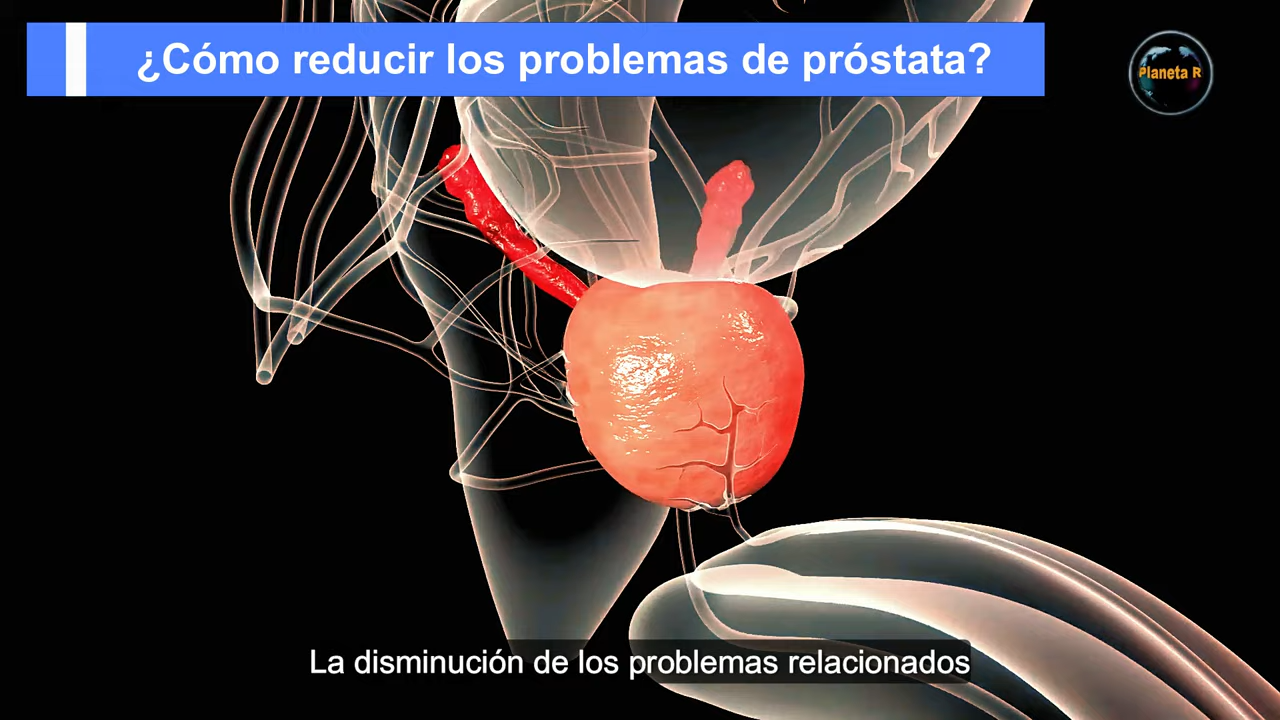 ¿Cómo reducir los problemas de próstata?
Planeta R
La disminución de los problemas relacionados